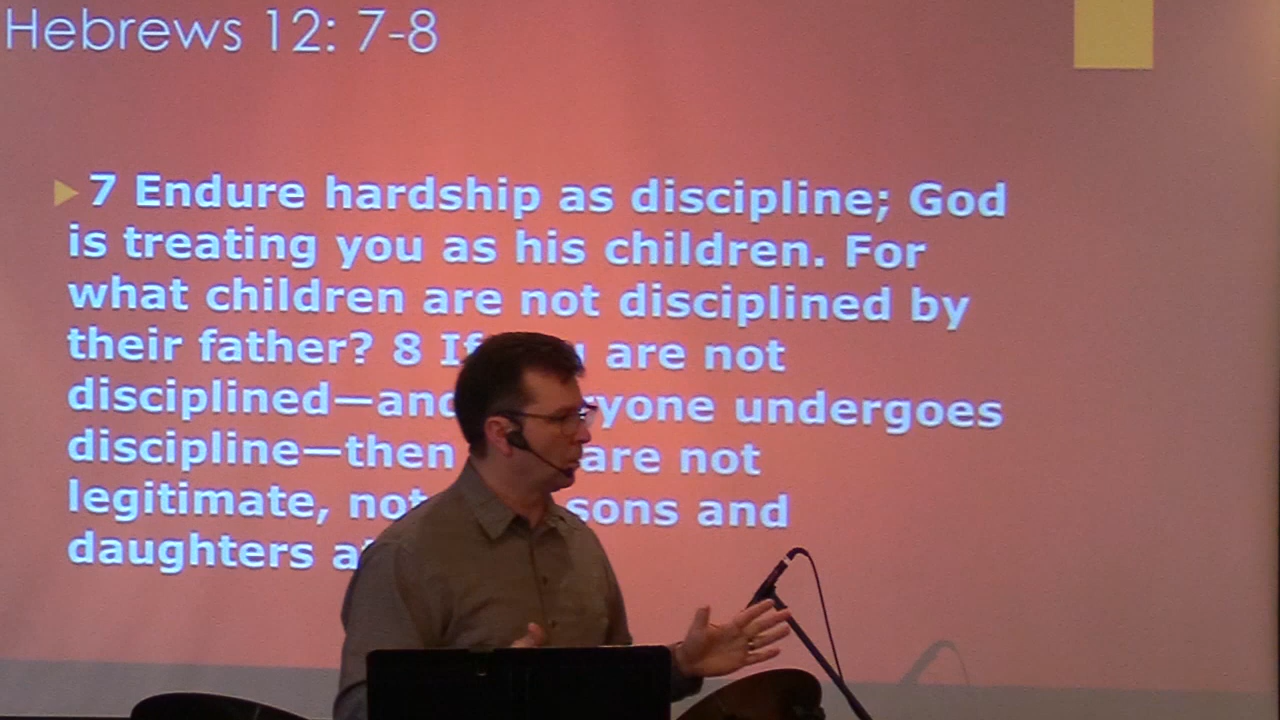 Hebrews 12: 7-8
7 Endure hardship as discipline; God
is treating you as his children. For
what children are not disciplined by
their father? 8 If are not
disciplined—and undergoes
discipline—then are not
legitimate, not sons and
daughters